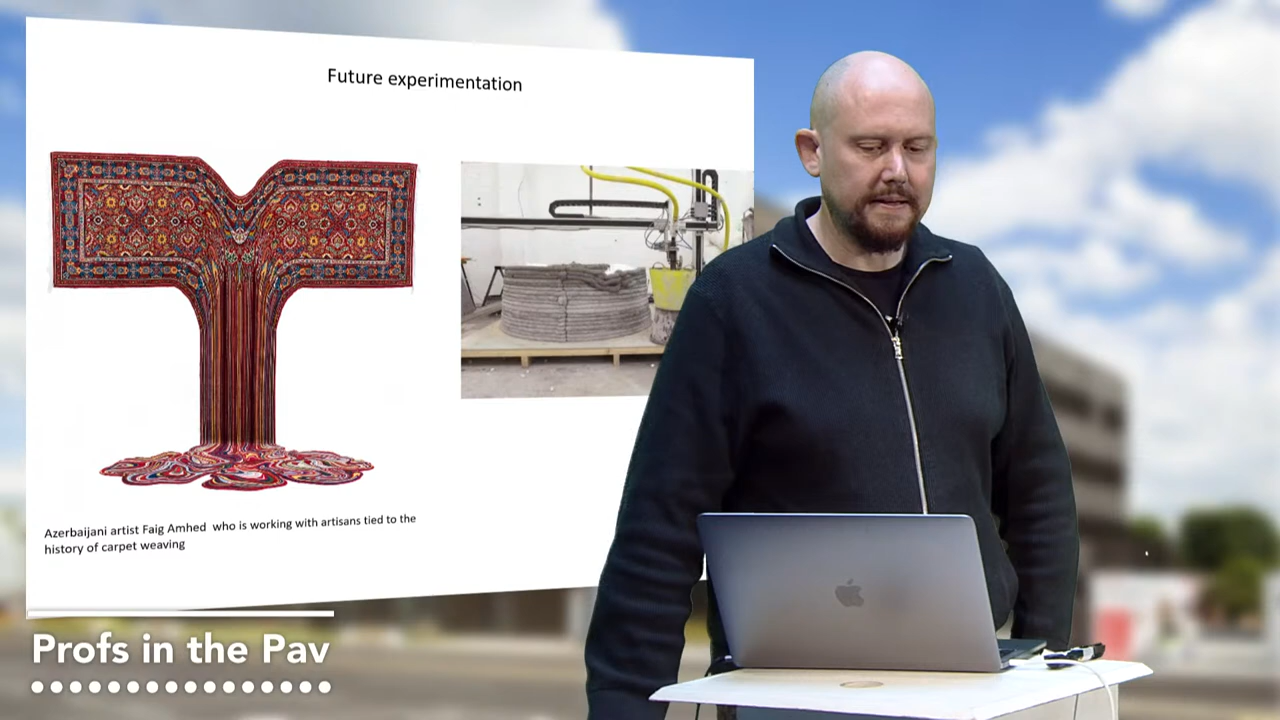 Future experimentation
Azerbaijani artist Faig Amhed who is working with artisans tied to the
history of carpet weaving
Profs in the Pav